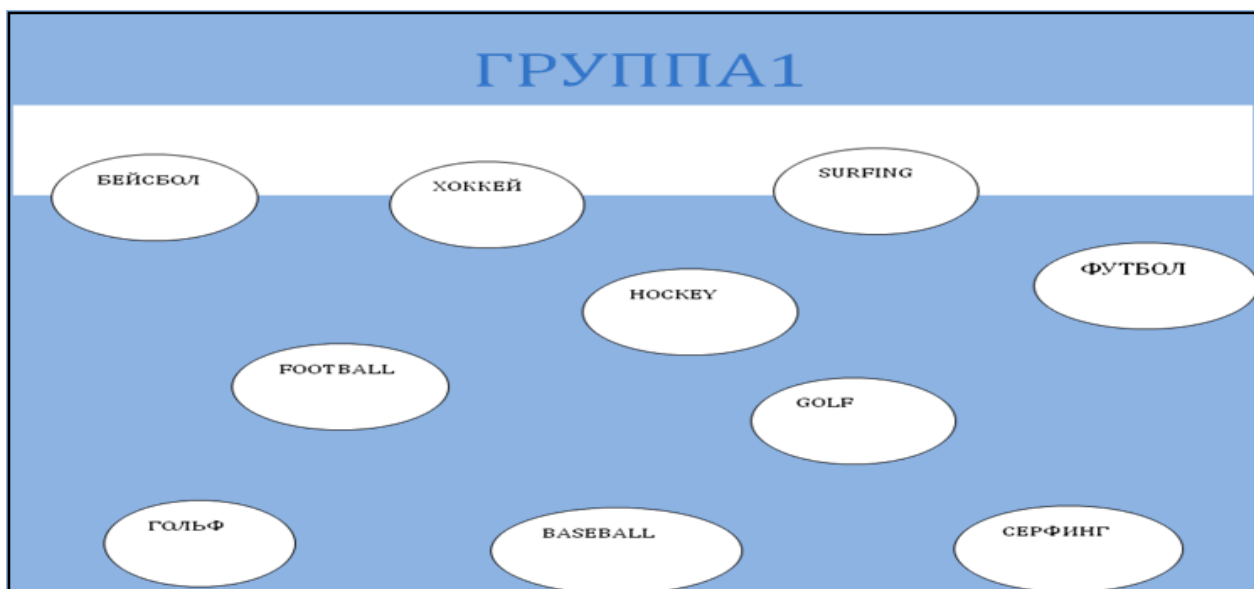 ГРУППА1
БЕЙСБОЛ
ХОККЕЙ
SURFING
ФУТБОЛ
HOCKEY
FOOTBALL
GOLF
ГОЛЬФ
BASEBALL
СЕРФИНГ